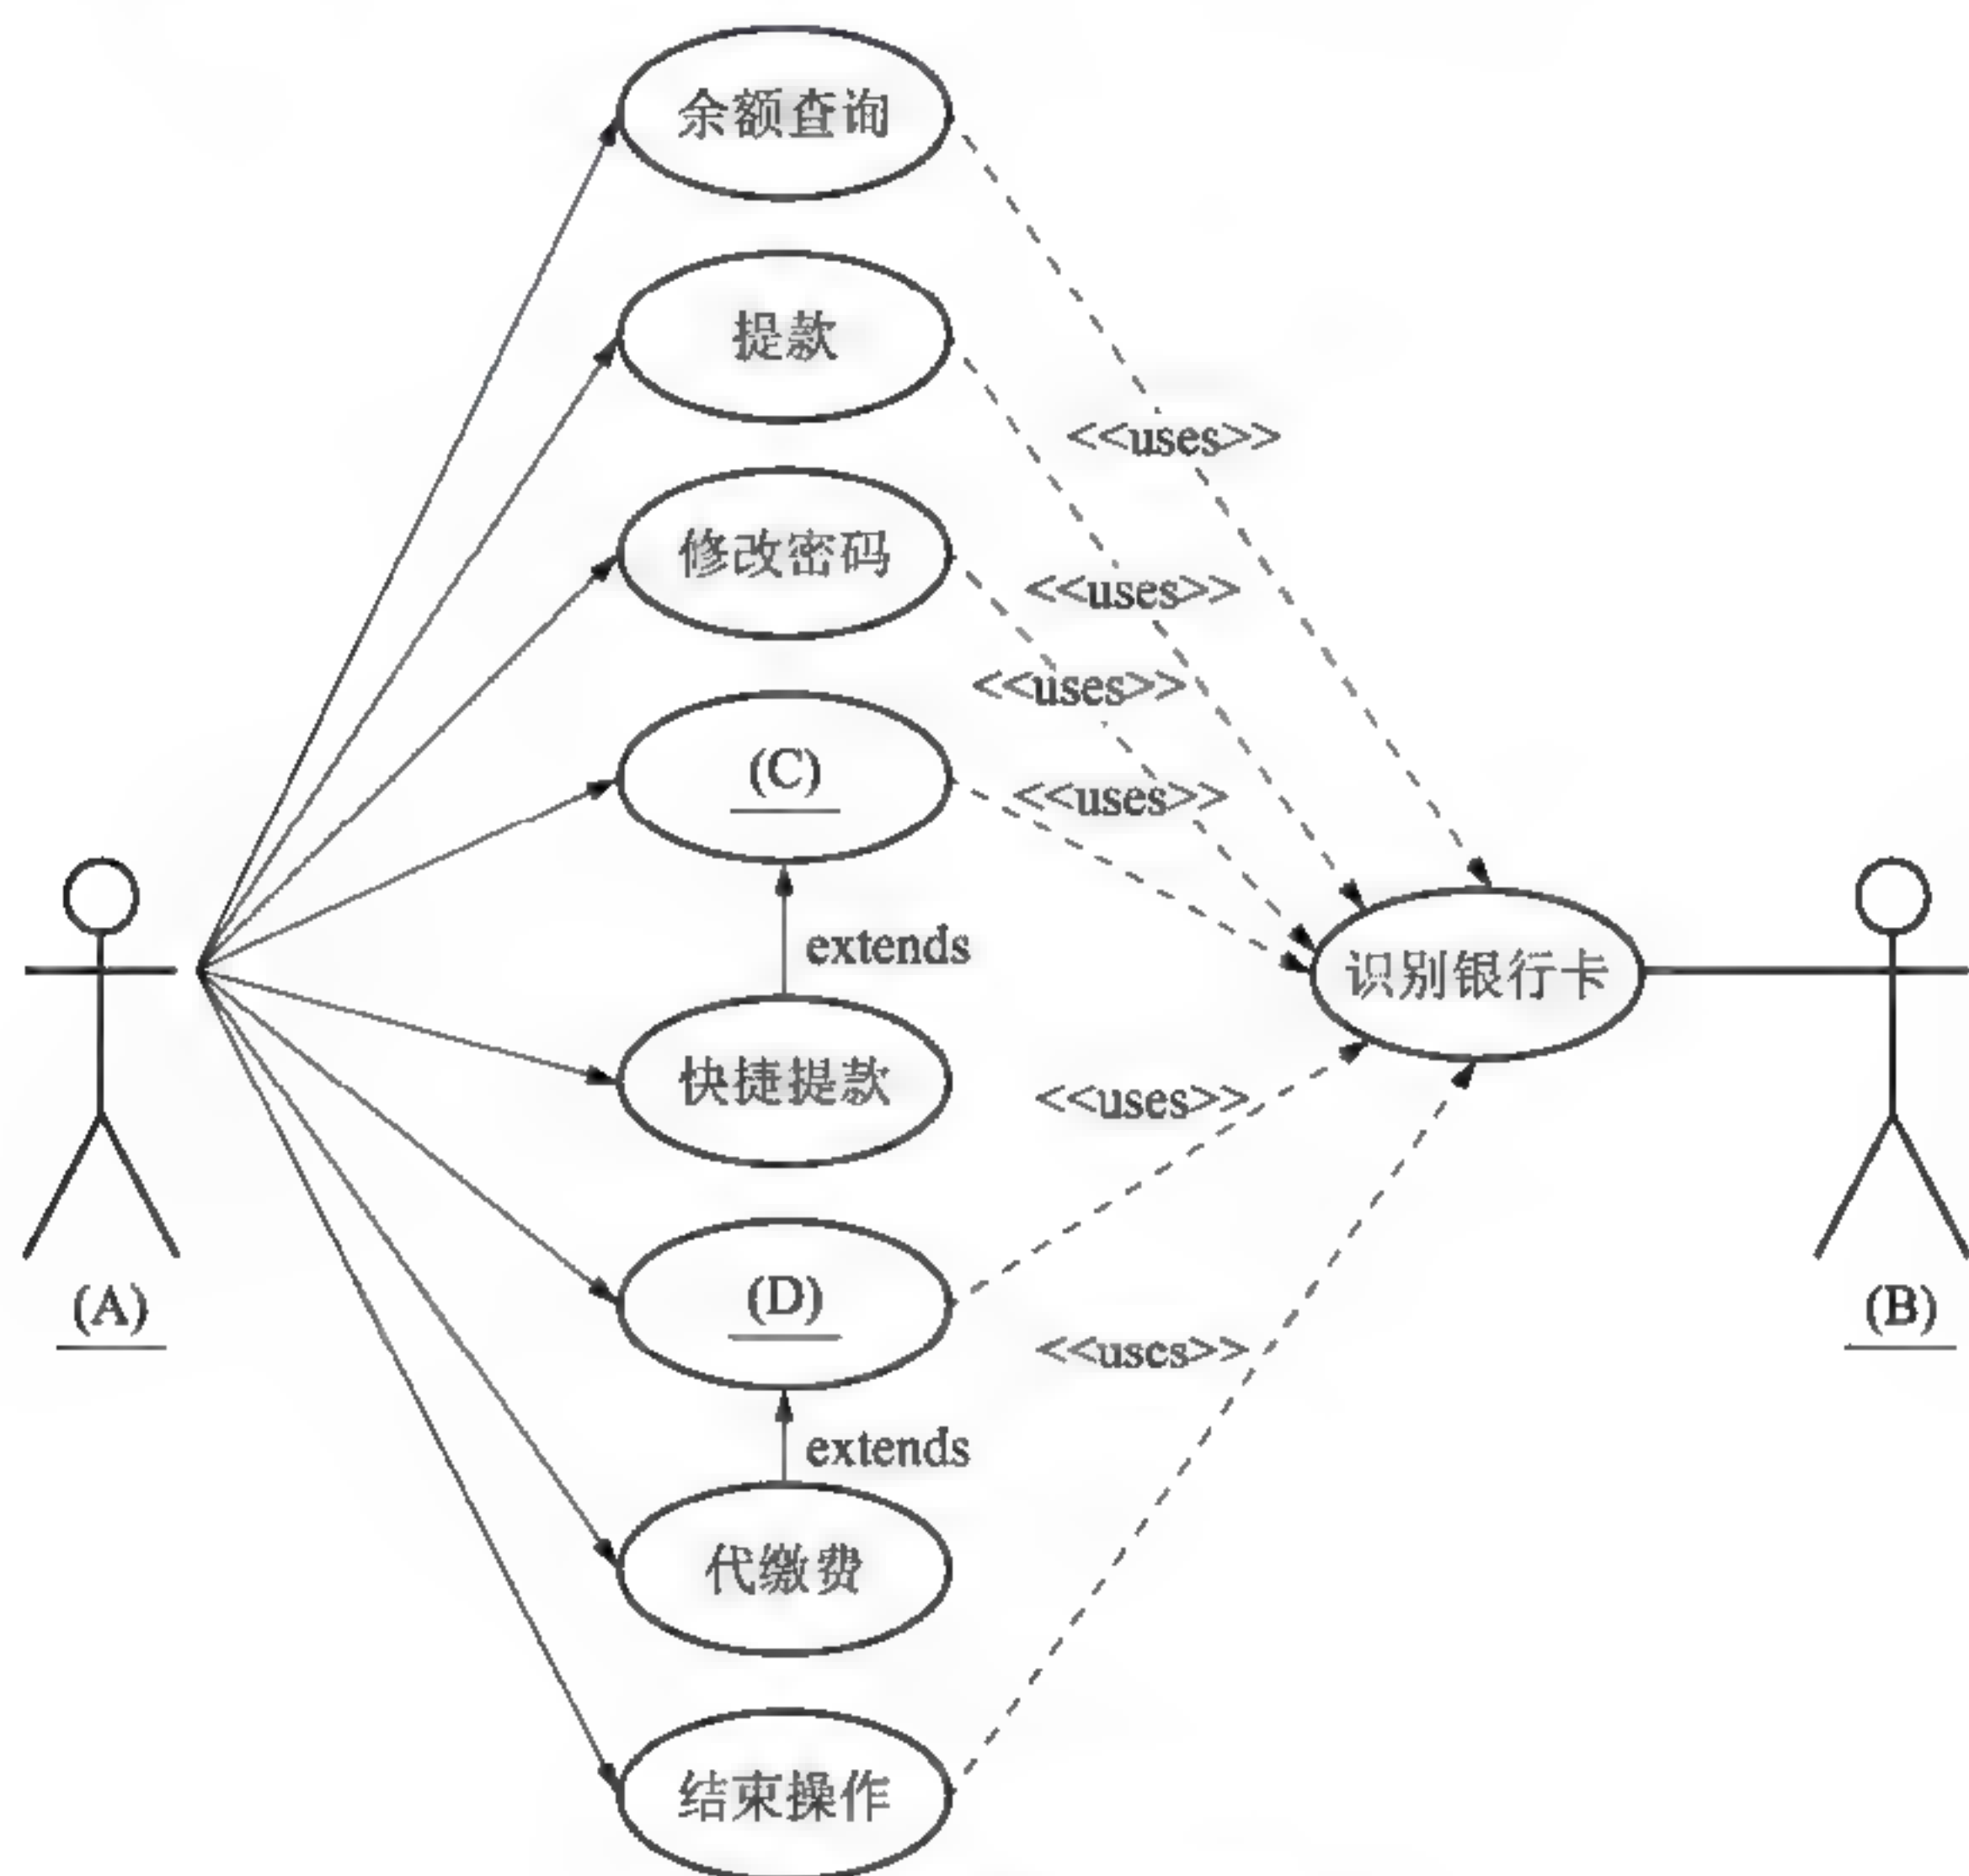 余额查询
提款
<<uses>>
修改密码
<<uses>>
<<uses>>
(C)
<<uses>>
extends
识别银行卡
快捷提款
<<uses>>
(D)
(A)
(B)
<<uses>>
extends
代缴费
结束操作